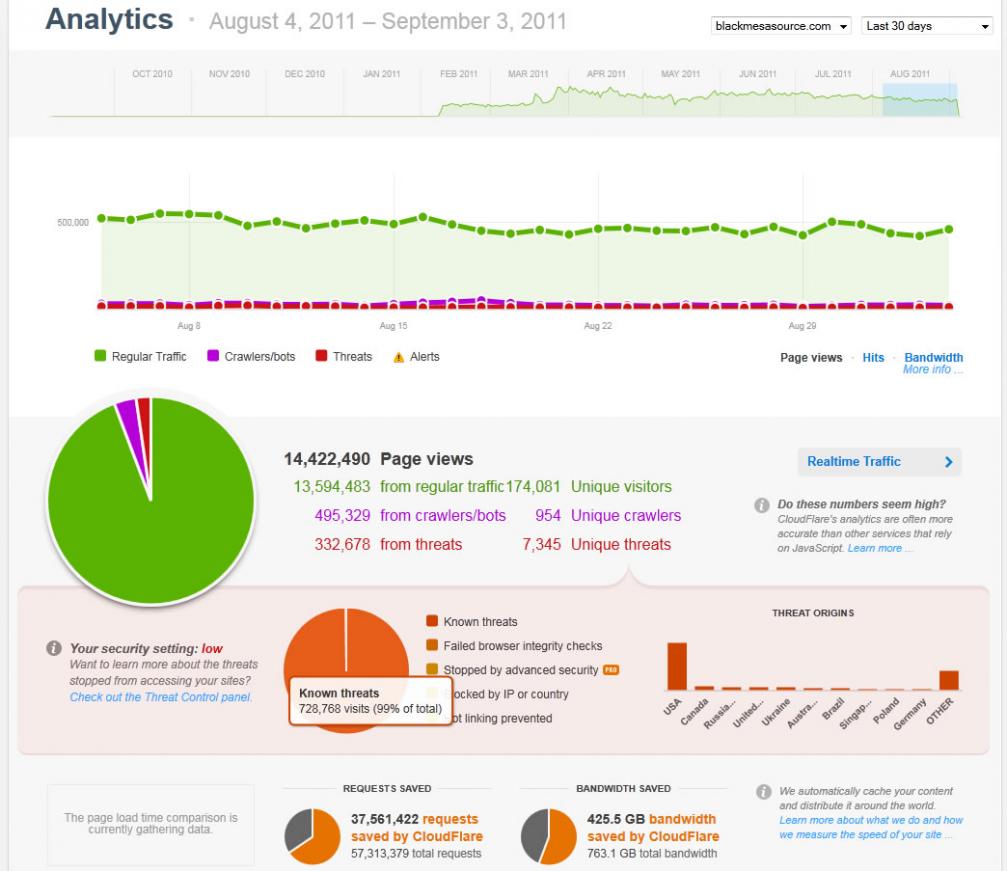 Analytics · August 4, 2011 – September 3, 2011
blackmesasource.com
Last 30 days
OCT 2010
NOV 2010
DEC 2010
JAN 2011
FEB 2011
MAR 2011
APR 2011
MAY 2011
JUN 2011
JUL 2011
AUG 2011
500,000
Aug 8
Aug 15
Aug 22
Aug 29
Regular Traffic
Crawlers/bots
Threats
Alerts
Page views · Hits · Bandwidth
More info ...
14,422,490 Page views
13,594,483 from regular traffic 174,081 Unique visitors
495,329 from crawlers/bots 954 Unique crawlers
332,678 from threats 7,345 Unique threats
Realtime Traffic
Do these numbers seem high?
CloudFlare's analytics are often more
accurate than other services that rely
on JavaScript. Learn more ...
Your security setting: low
Want to learn more about the threats
stopped from accessing your sites?
Check out the Threat Control panel.
Known threats
Failed browser integrity checks
Stopped by advanced security PRO
locked by IP or country
ot linking prevented
Known threats
728,768 visits (99% of total)
THREAT ORIGINS
USA
Canada
Russia...
United...
Ukraine
Austra...
Brazil
Singap...
Poland
Germany
OTHER
The page load time comparison is
currently gathering data.
REQUESTS SAVED
37,561,422 requests
saved by CloudFlare
57,313,379 total requests
BANDWIDTH SAVED
425.5 GB bandwidth
saved by CloudFlare
763.1 GB total bandwidth
We automatically cache your content
and distribute it around the world.
Learn more about what we do and how
we measure the speed of your site ...